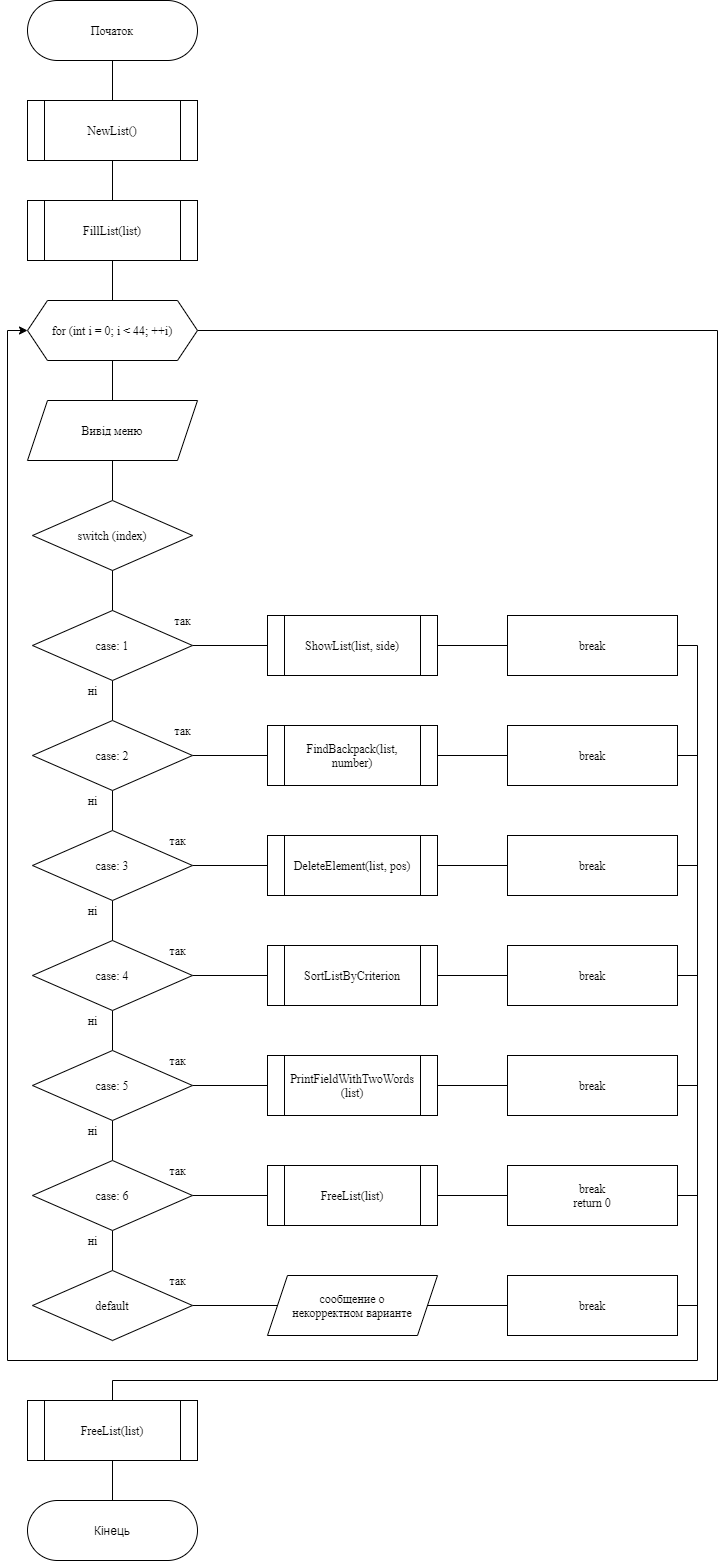 Початок
NewList()
FillList(list)
for (int i = 0; i < 44; ++i)
Вивід меню
switch (index)
так
case: 1
ShowList(list, side)
break
ні
так
case: 2
FindBackpack(list,
number)
break
ні
так
case: 3
DeleteElement(list, pos)
break
ні
так
case: 4
SortListByCriterion
break
ні
так
case: 5
PrintFieldWithTwoWords
(list)
break
ні
так
case: 6
FreeList(list)
break
return 0
ні
так
default
сообщение о
некорректном варианте
break
FreeList(list)
Кінець